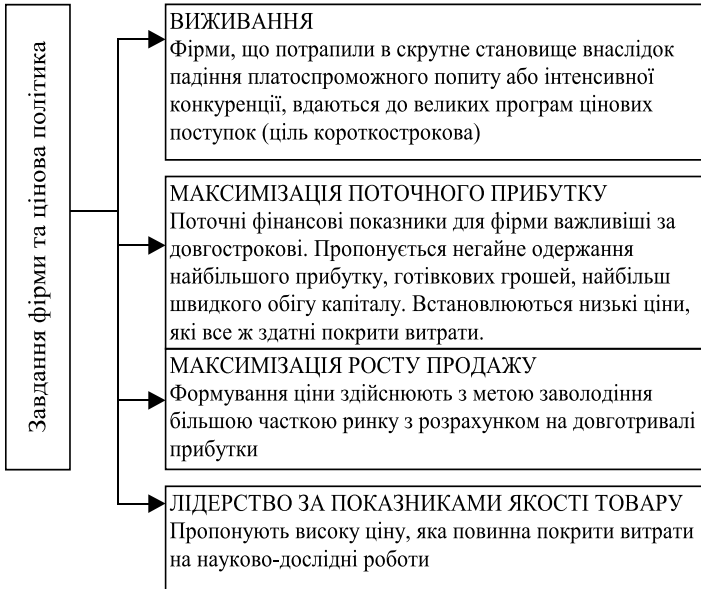 Завдання фірми та цінова політика
ВИЖИВАННЯ
Фірми, що потрапили в скрутне становище внаслідок
падіння платоспроможного попиту або інтенсивної
конкуренції, вдаються до великих програм цінових
поступок (ціль короткострокова)
МАКСИМІЗАЦІЯ ПОТОЧНОГО ПРИБУТКУ
Поточні фінансові показники для фірми важливіші за
довгострокові. Пропонується негайне одержання
найбільшого прибутку, готівкових грошей, найбільш
швидкого обігу капіталу. Встановлюються низькі ціни,
які все ж здатні покрити витрати.
МАКСИМІЗАЦІЯ РОСТУ ПРОДАЖУ
Формування ціни здійснюють з метою заволодіння
більшою часткою ринку з розрахунком на довготривалі
прибутки
ЛІДЕРСТВО ЗА ПОКАЗНИКАМИ ЯКОСТІ ТОВАРУ
Пропонують високу ціну, яка повинна покрити витрати
на науково-дослідні роботи